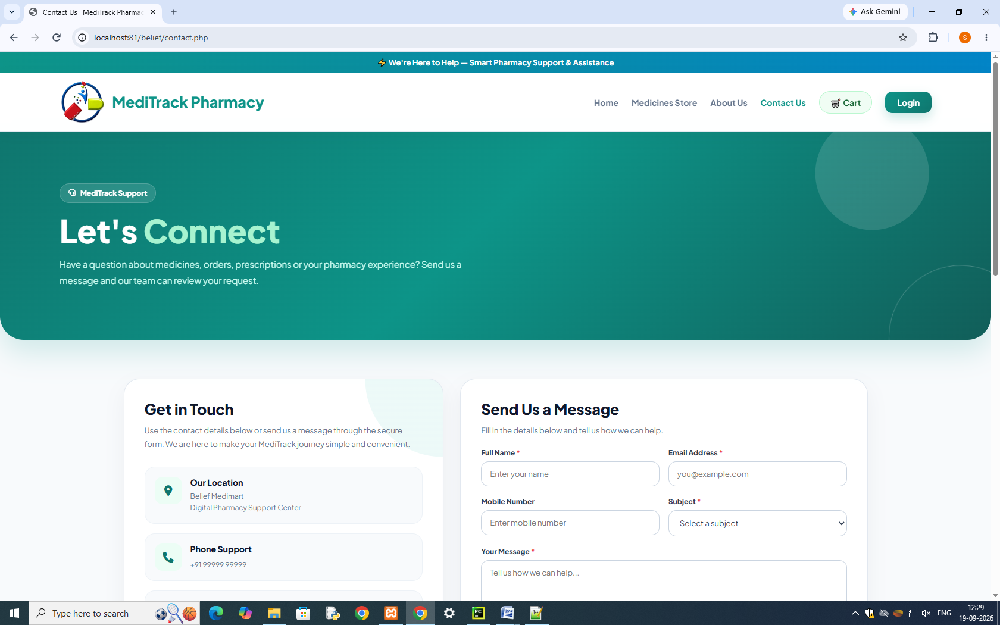 Contact Us | MediTrack Pharmac
Ask Gemini
localhost:81/belief/contact.php
S
⚡ We're Here to Help — Smart Pharmacy Support & Assistance
MediTrack Pharmacy
Home
Medicines Store
About Us
Contact Us
Cart
Login
MediTrack Support
Let's Connect
Have a question about medicines, orders, prescriptions or your pharmacy experience? Send us a
message and our team can review your request.
Get in Touch
Use the contact details below or send us a message through the secure
form. We are here to make your MediTrack journey simple and convenient.
Our Location
Belief Medimart
Digital Pharmacy Support Center
Phone Support
+91 99999 99999
Send Us a Message
Fill in the details below and tell us how we can help.
Full Name *
Enter your name
Email Address *
you@example.com
Mobile Number
Enter mobile number
Subject *
Select a subject
Your Message *
Tell us how we can help...
Type here to search
PC
W
ENG
12:29
19-09-2026